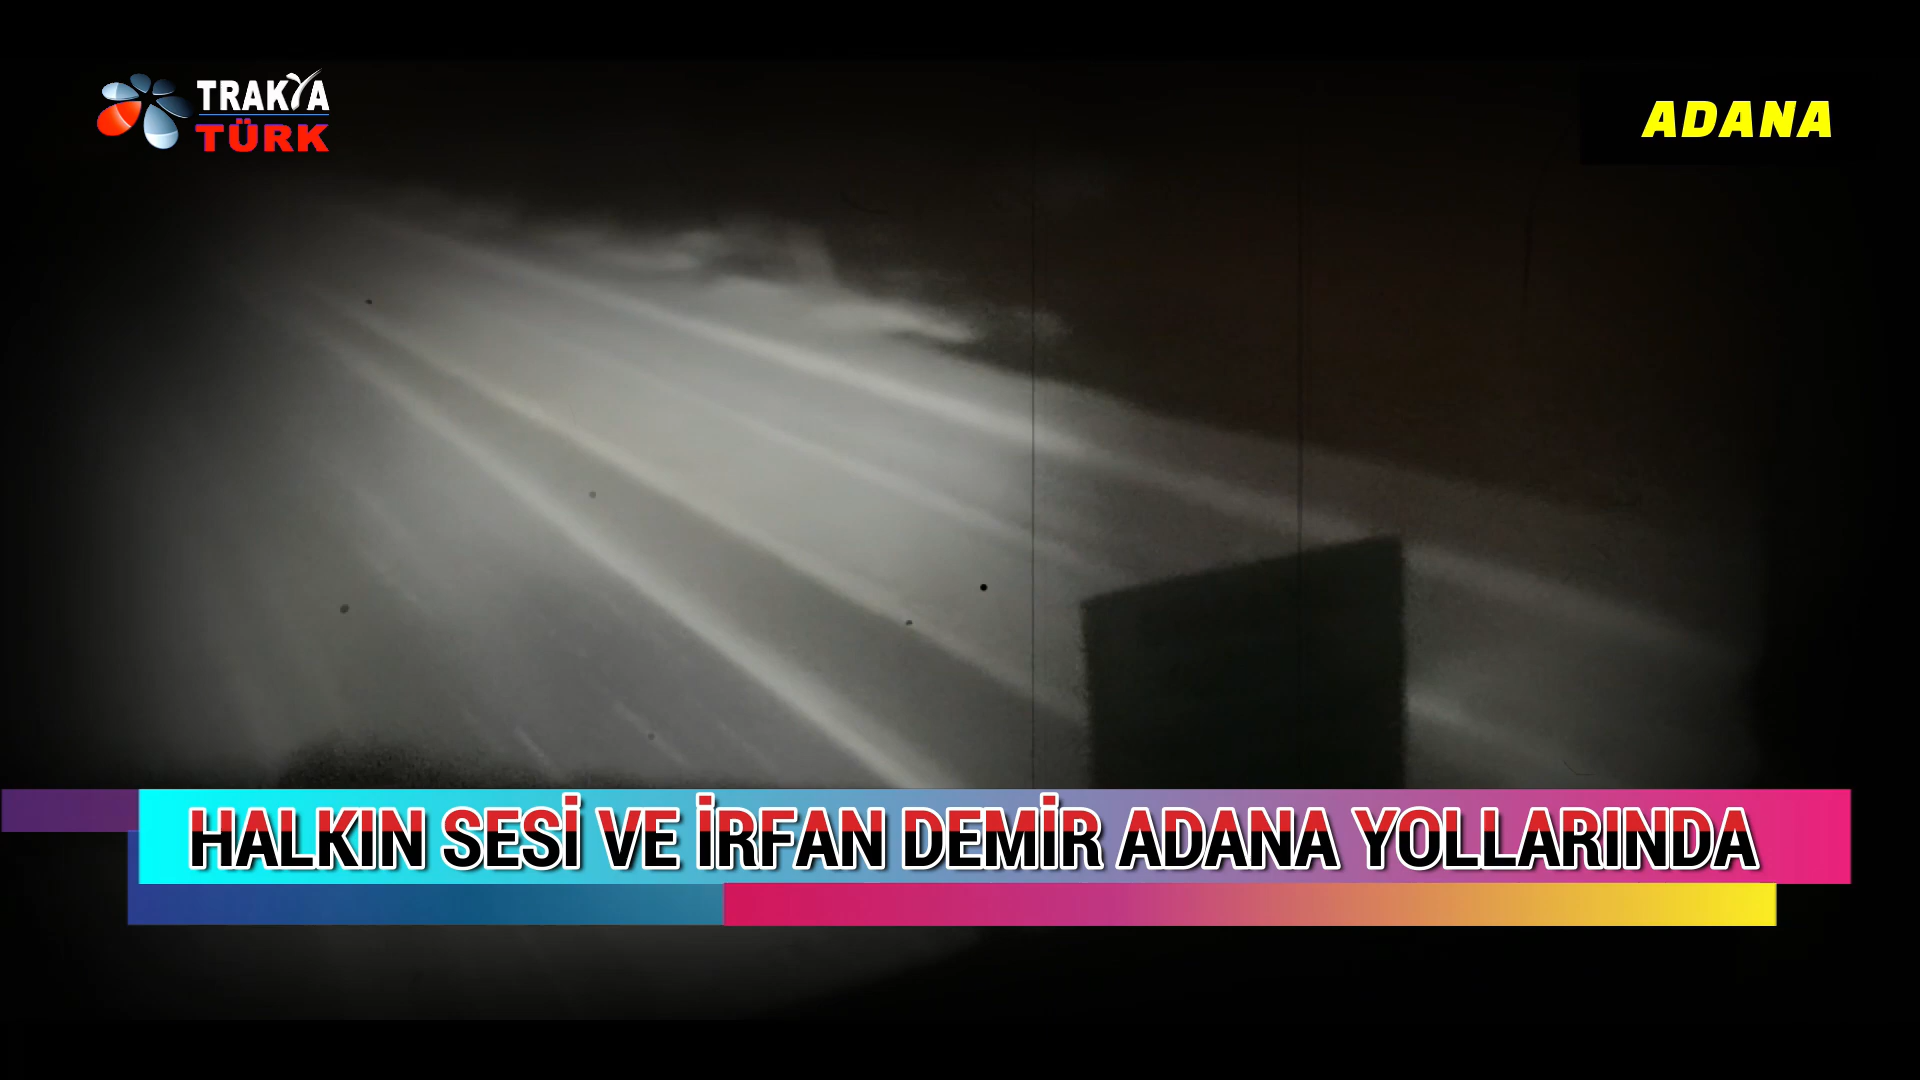 TRAKYA
TÜRK
ADANA
HALKIN SESİ VE İRFAN DEMİR ADANA YOLLARINDA